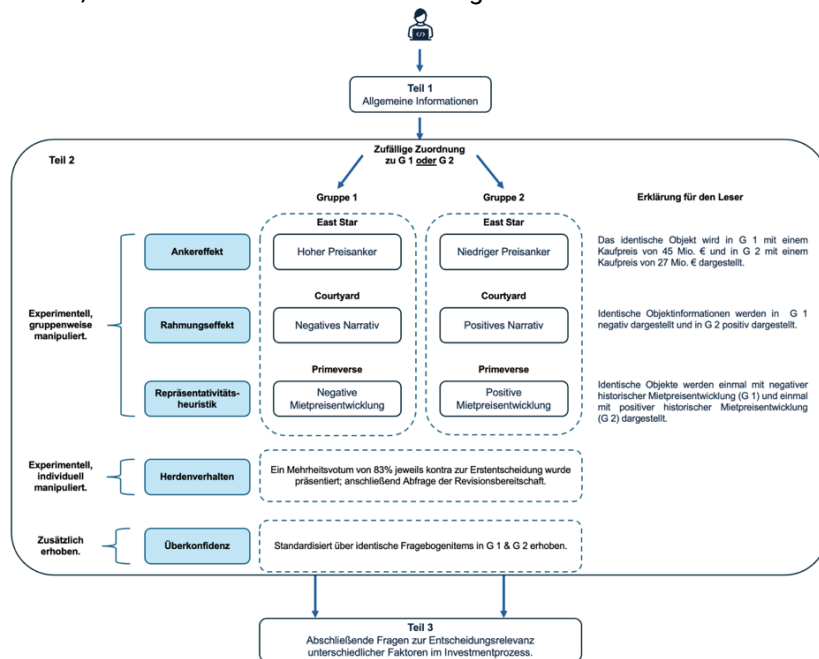 Teil 1
Allgemeine Informationen
Teil 2
Zufällige Zuordnung
zu G 1 oder G 2
Gruppe 1
Gruppe 2
Erklärung für den Leser
East Star
East Star
Ankereffekt
Hoher Preisanker
Niedriger Preisanker
Das identische Objekt wird in G 1 mit einem
Kaufpreis von 45 Mio. € und in G 2 mit einem
Kaufpreis von 27 Mio. € dargestellt.
Experimentell,
gruppenweise
manipuliert.
Courtyard
Courtyard
Rahmungseffekt
Negatives Narrativ
Positives Narrativ
Identische Objektinformationen werden in G 1
negativ dargestellt und in G 2 positiv dargestellt.
Primeverse
Primeverse
Repräsentativitäts-
heuristik
Negative
Mietpreisentwicklung
Positive
Mietpreisentwicklung
Identische Objekte werden einmal mit negativer
historischer Mietpreisentwicklung (G 1) und einmal
mit positiver historischer Mietpreisentwicklung
(G 2) dargestellt.
Experimentell,
individuell
manipuliert.
Herdenverhalten
Ein Mehrheitsvotum von 83% jeweils kontra zur Erstentscheidung wurde
präsentiert; anschließend Abfrage der Revisionsbereitschaft.
Zusätzlich
erhoben.
Überkonfidenz
Standardisiert über identische Fragebogenitems in G 1 & G 2 erhoben.
Teil 3
Abschließende Fragen zur Entscheidungsrelevanz
unterschiedlicher Faktoren im Investmentprozess.